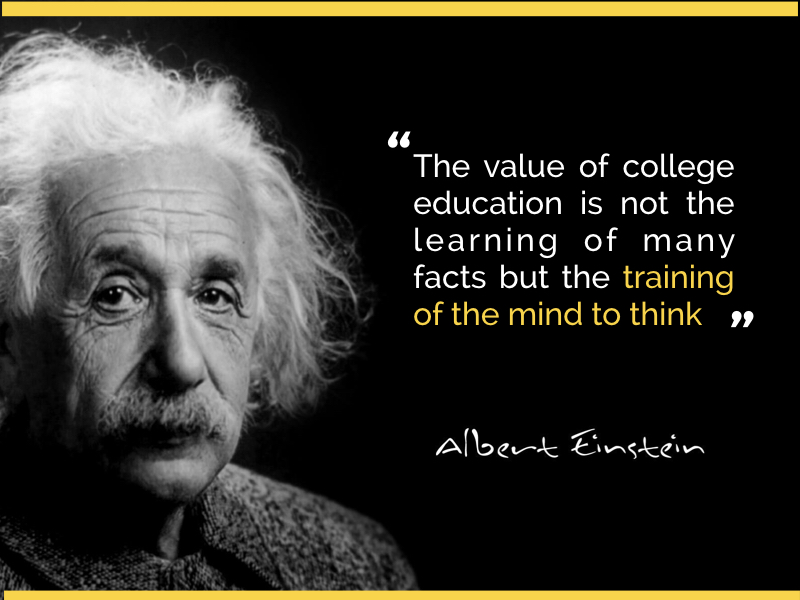 “The value of college
education is not the
learning of many
facts but the training
of the mind to think”
Albert Einstein